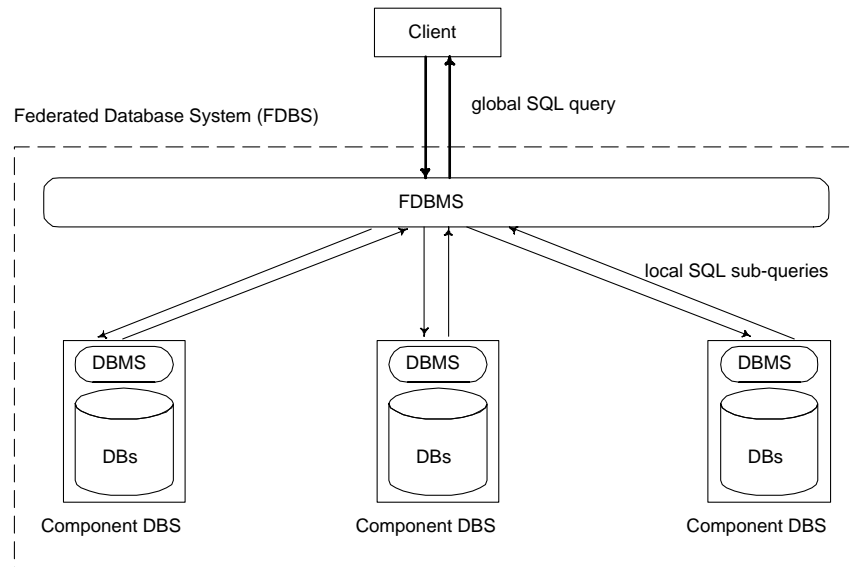 Client
global SQL query
Federated Database System (FDBS)
FDBMS
local SQL sub-queries
DBMS
DBMS
DBMS
DBs
DBs
DBs
Component DBS
Component DBS
Component DBS